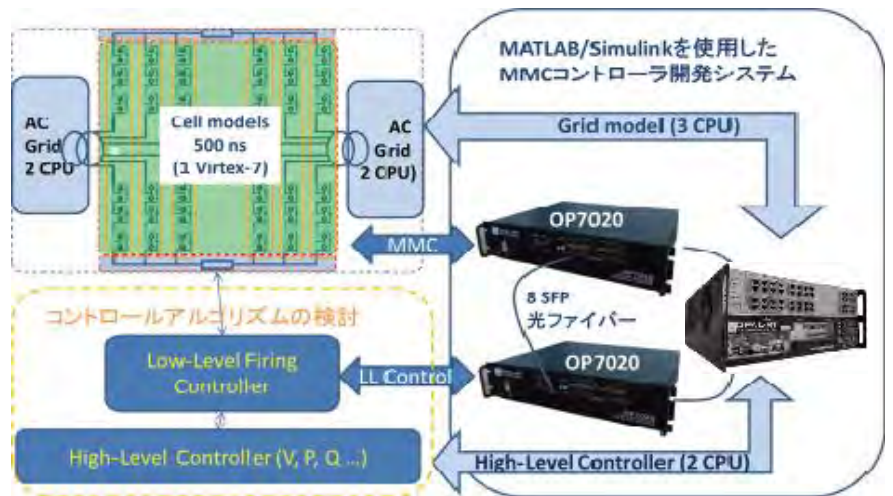 MATLAB/Simulinkを使用した
MMCコントローラ開発システム
AC
Grid
2 CPU
Cell models
500 ns
(1 Virtex-7)
AC
Grid
2 CPU)
Grid model (3 CPU)
OP7020
MMC
8 SFP
光ファイバー
コントロールアルゴリズムの検討
Low-Level Firing
Controller
LL Control
OP7020
High-Level Controller (V, P, Q ...)
High-Level Controller (2 CPU)